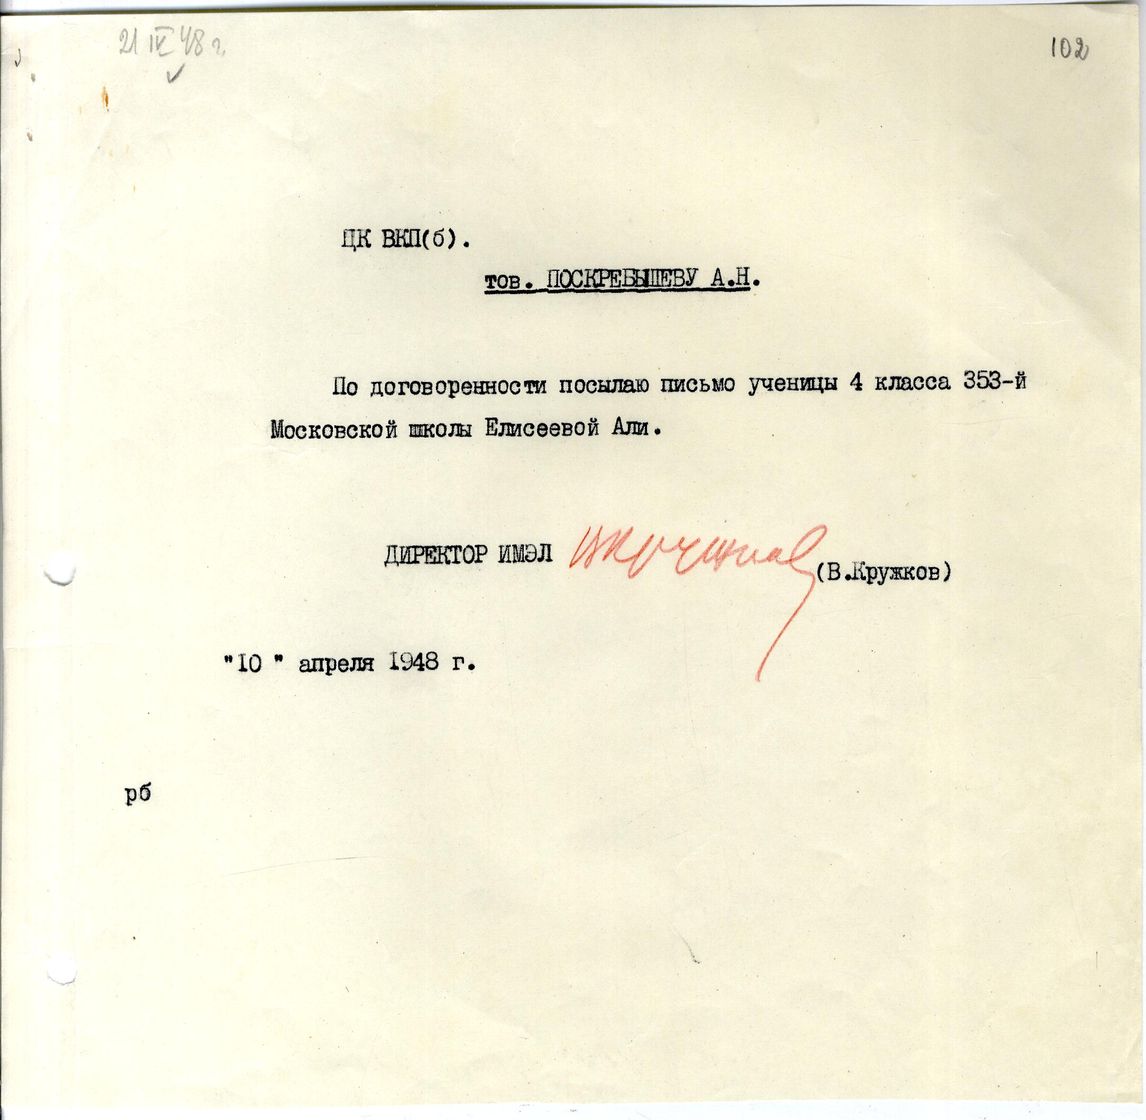 21 IV 48 г.
102
ЦК ВКП(б).
тов. ПОСКРЕБЫШЕВУ А.Н.
По договоренности посылаю письмо ученицы 4 класса 353-й
Московской школы Елисеевой Али.
ДИРЕКТОР ИМЭЛ ВКружков (В.Кружков)
"10 " апреля 1948 г.
рб